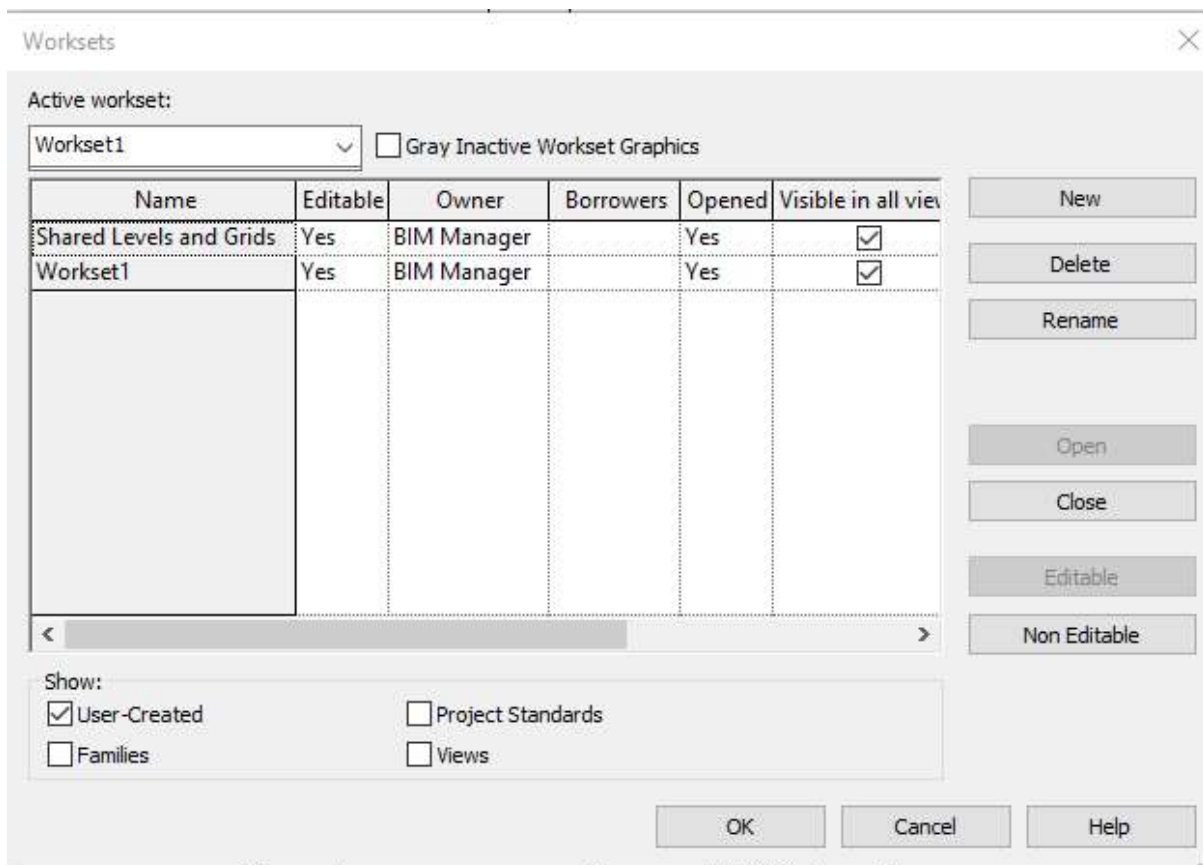 Worksets
Active workset:
Workset1
Gray Inactive Workset Graphics
Name Editable Owner Borrowers Opened Visible in all view
Shared Levels and Grids Yes BIM Manager Yes
Workset1 Yes BIM Manager Yes
New
Delete
Rename
Open
Close
Editable
Non Editable
Show:
User-Created Project Standards
Families Views
OK Cancel Help